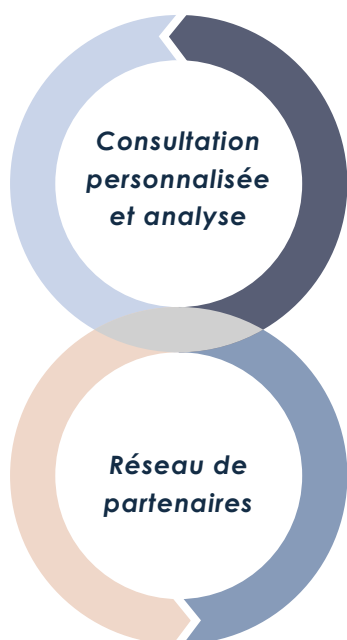 Consultation
personnalisée
et analyse
Réseau de
partenaires